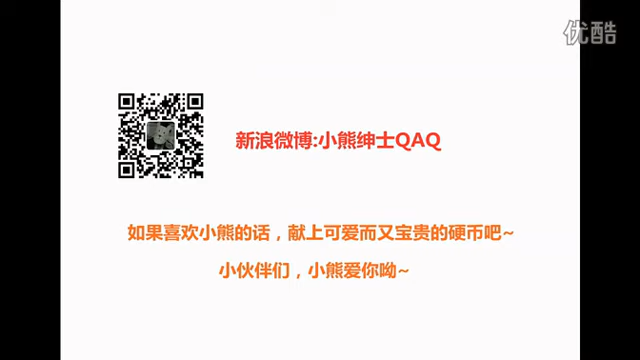 优酷
新浪微博:小熊绅士QAQ
如果喜欢小熊的话，献上可爱而又宝贵的硬币吧~
小伙伴们，小熊爱你呦~